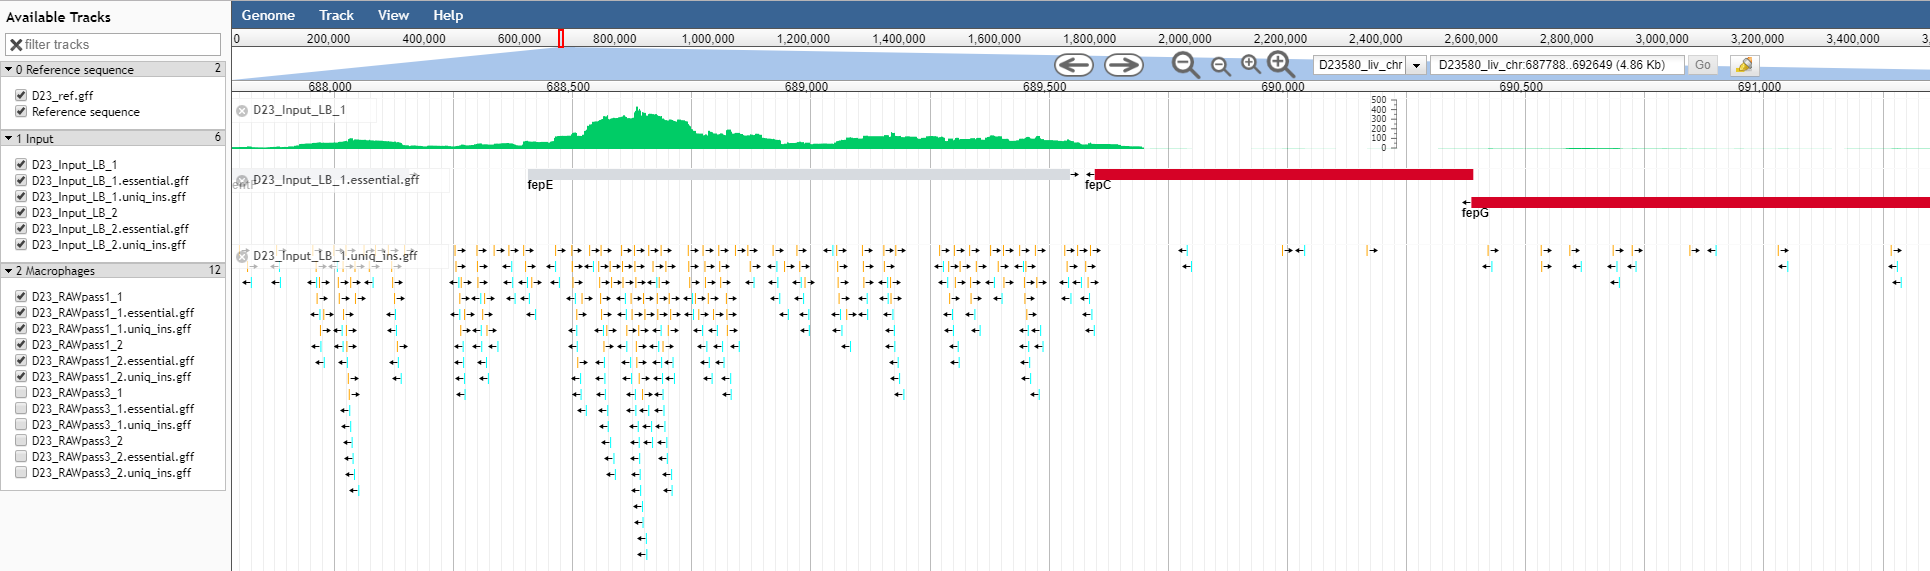 Available Tracks
filter tracks
0 Reference sequence 2
D23_ref.gff
Reference sequence
1 Input 6
D23_Input_LB_1
D23_Input_LB_1.essential.gff
D23_Input_LB_1.uniq_ins.gff
D23_Input_LB_2
D23_Input_LB_2.essential.gff
D23_Input_LB_2.uniq_ins.gff
2 Macrophages 12
D23_RAWpass1_1
D23_RAWpass1_1.essential.gff
D23_RAWpass1_1.uniq_ins.gff
D23_RAWpass1_2
D23_RAWpass1_2.essential.gff
D23_RAWpass1_2.uniq_ins.gff
D23_RAWpass3_1
D23_RAWpass3_1.essential.gff
D23_RAWpass3_1.uniq_ins.gff
D23_RAWpass3_2
D23_RAWpass3_2.essential.gff
D23_RAWpass3_2.uniq_ins.gff
Genome Track View Help
0 200,000 400,000 600,000 800,000 1,000,000 1,200,000 1,400,000 1,600,000 1,800,000 2,000,000 2,200,000 2,400,000 2,600,000 2,800,000 3,000,000 3,200,000 3,400,000
D23580_liv_chr D23580_liv_chr:687788..692649 (4.86 Kb) Go
688,000 688,500 689,000 689,500 690,000 690,500 691,000
D23_Input_LB_1
500
400
300
200
100
0
D23_Input_LB_1.essential.gff
fepE fepC
fepG
D23_Input_LB_1.uniq_ins.gff